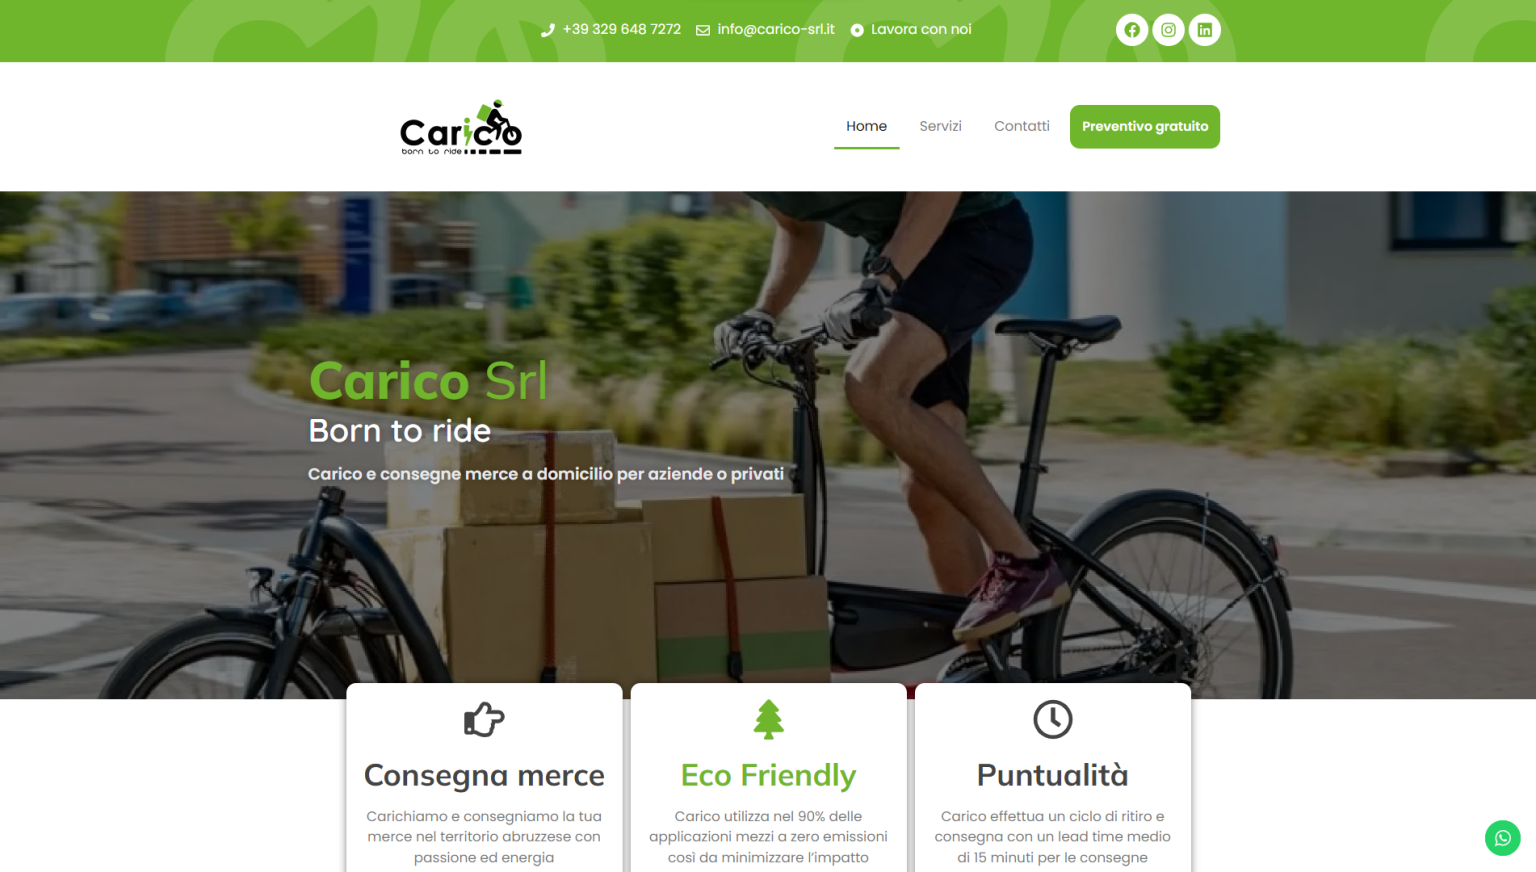 +39 329 648 7272
info@carico-srl.it
Lavora con noi
Carico
born to ride
Home
Servizi
Contatti
Preventivo gratuito
Carico Srl
Born to ride
Carico e consegne merce a domicilio per aziende o privati
Consegna merce
Carichiamo e consegniamo la tua
merce nel territorio abruzzese con
passione ed energia
Eco Friendly
Carico utilizza nel 90% delle
applicazioni mezzi a zero emissioni
così da minimizzare l'impatto
Puntualità
Carico effettua un ciclo di ritiro e
consegna con un lead time medio
di 15 minuti per le consegne